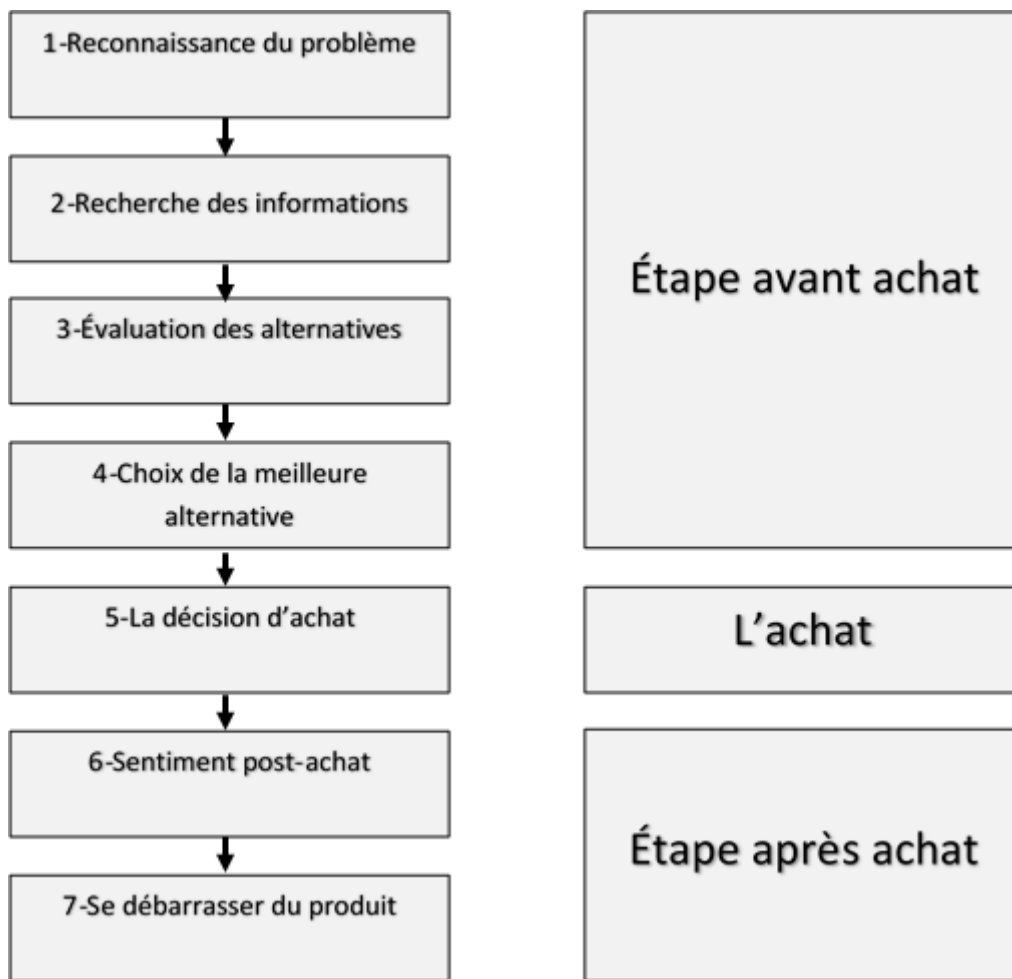 1-Reconnaissance du problème
2-Recherche des informations
3-Évaluation des alternatives
4-Choix de la meilleure
alternative
5-La décision d’achat
6-Sentiment post-achat
7-Se débarrasser du produit
Étape avant achat
L’achat
Étape après achat